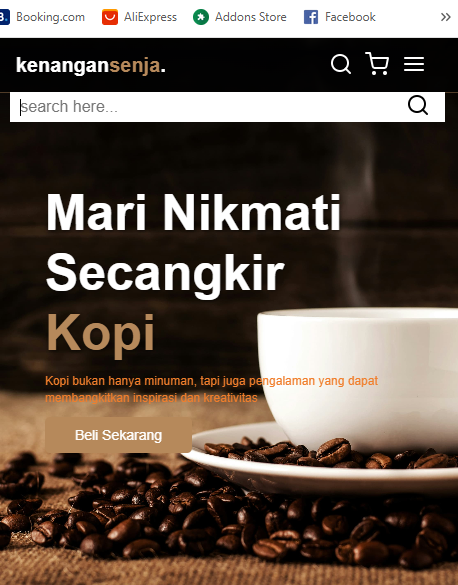 Booking.com AliExpress Addons Store Facebook
kenangansenja.
search here...
Mari Nikmati
Secangkir
Kopi
Kopi bukan hanya minuman, tapi juga pengalaman yang dapat
membangkitkan inspirasi dan kreativitas
Beli Sekarang